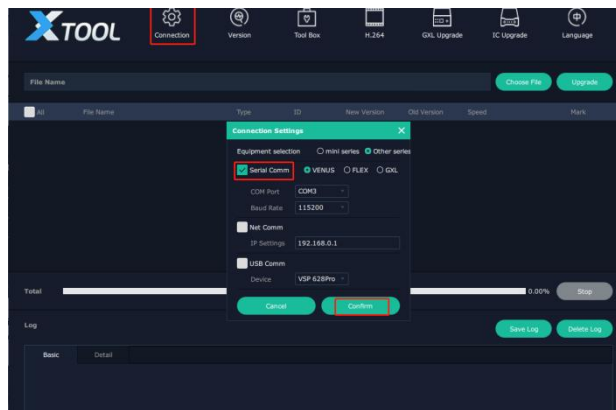 XTOOL
Connection Version Tool Box H.264 GXL Upgrade IC Upgrade Language
File Name Choose File Upgrade
All File Name Type ID New Version Old Version Speed Mark
Connection Settings
Equipment selection mini series Other series
Serial Comm VENUS FLEX GXL
COM Port COM3
Baud Rate 115200
Net Comm
IP Settings 192.168.0.1
USB Comm
Device VSP 628Pro
Total 0.00% Stop
Cancel Confirm
Log Save Log Delete Log
Basic Detail